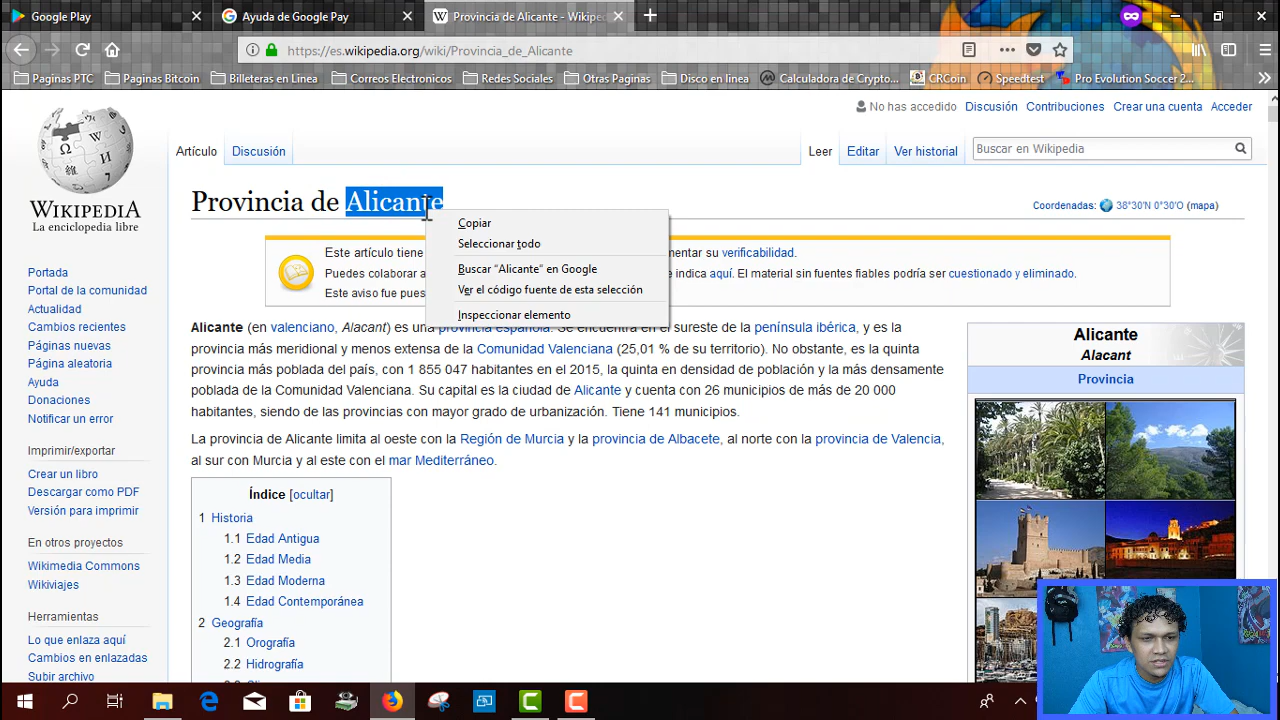 Google Play
Ayuda de Google Pay
Provincia de Alicante - Wikiped
https://es.wikipedia.org/wiki/Provincia_de_Alicante
Paginas PTC
Paginas Bitcoin
Billeteras en Linea
Correos Electronicos
Redes Sociales
Otras Paginas
Disco en linea
Calculadora de Crypto...
CRCoin
Speedtest
Pro Evolution Soccer 2...
No has accedido
Discusión
Contribuciones
Crear una cuenta
Acceder
Artículo
Discusión
Leer
Editar
Ver historial
Buscar en Wikipedia
WIKIPEDIA
La enciclopedia libre
Provincia de Alicante
Coordenadas: 38°30′N 0°30′O (mapa)
Copiar
Seleccionar todo
Buscar “Alicante” en Google
Ver el código fuente de esta selección
Inspeccionar elemento
Este artículo tiene
mentar su verificabilidad.
Puedes colaborar a
e indica aquí. El material sin fuentes fiables podría ser cuestionado y eliminado.
Este aviso fue pues
Alicante (en valenciano, Alacant) es una provincia española. Se encuentra en el sureste de la península ibérica, y es la
provincia más meridional y menos extensa de la Comunidad Valenciana (25,01 % de su territorio). No obstante, es la quinta
provincia más poblada del país, con 1 855 047 habitantes en el 2015, la quinta en densidad de población y la más densamente
poblada de la Comunidad Valenciana. Su capital es la ciudad de Alicante y cuenta con 26 municipios de más de 20 000
habitantes, siendo de las provincias con mayor grado de urbanización. Tiene 141 municipios.
La provincia de Alicante limita al oeste con la Región de Murcia y la provincia de Albacete, al norte con la provincia de Valencia,
al sur con Murcia y al este con el mar Mediterráneo.
Índice [ocultar]
1 Historia
1.1 Edad Antigua
1.2 Edad Media
1.3 Edad Moderna
1.4 Edad Contemporánea
2 Geografía
2.1 Orografía
2.2 Hidrografía
Alicante
Alacant
Provincia
Portada
Portal de la comunidad
Actualidad
Cambios recientes
Páginas nuevas
Página aleatoria
Ayuda
Donaciones
Notificar un error
Imprimir/exportar
Crear un libro
Descargar como PDF
Versión para imprimir
En otros proyectos
Wikimedia Commons
Wikiviajes
Herramientas
Lo que enlaza aquí
Cambios en enlazadas
Subir archivo